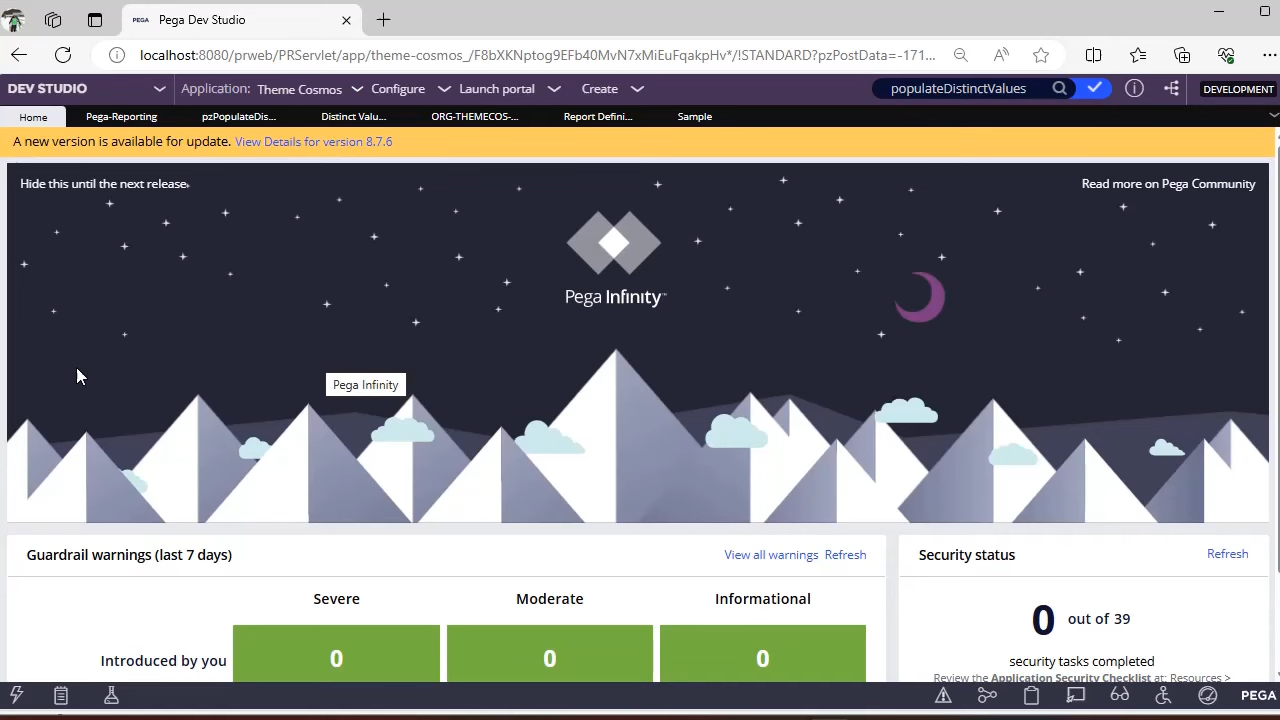 PEGA Pega Dev Studio
localhost:8080/prweb/PRServlet/app/theme-cosmos_/F8bXKNptog9EFb40MvN7xMiEuFqakpHv*/!STANDARD?pzPostData=-171...
DEV STUDIO Application: Theme Cosmos Configure Launch portal Create populateDistinctValues DEVELOPMENT
Home Pega-Reporting pzPopulateDis... Distinct Valu... ORG-THEMECOS-... Report Defini... Sample
A new version is available for update. View Details for version 8.7.6
Hide this until the next release. Read more on Pega Community
Pega Infinity™
Pega Infinity
Guardrail warnings (last 7 days) View all warnings Refresh Security status Refresh
Severe Moderate Informational
0 out of 39
Introduced by you 0 0 0
security tasks completed
Review the Application Security Checklist at: Resources >
PEGA